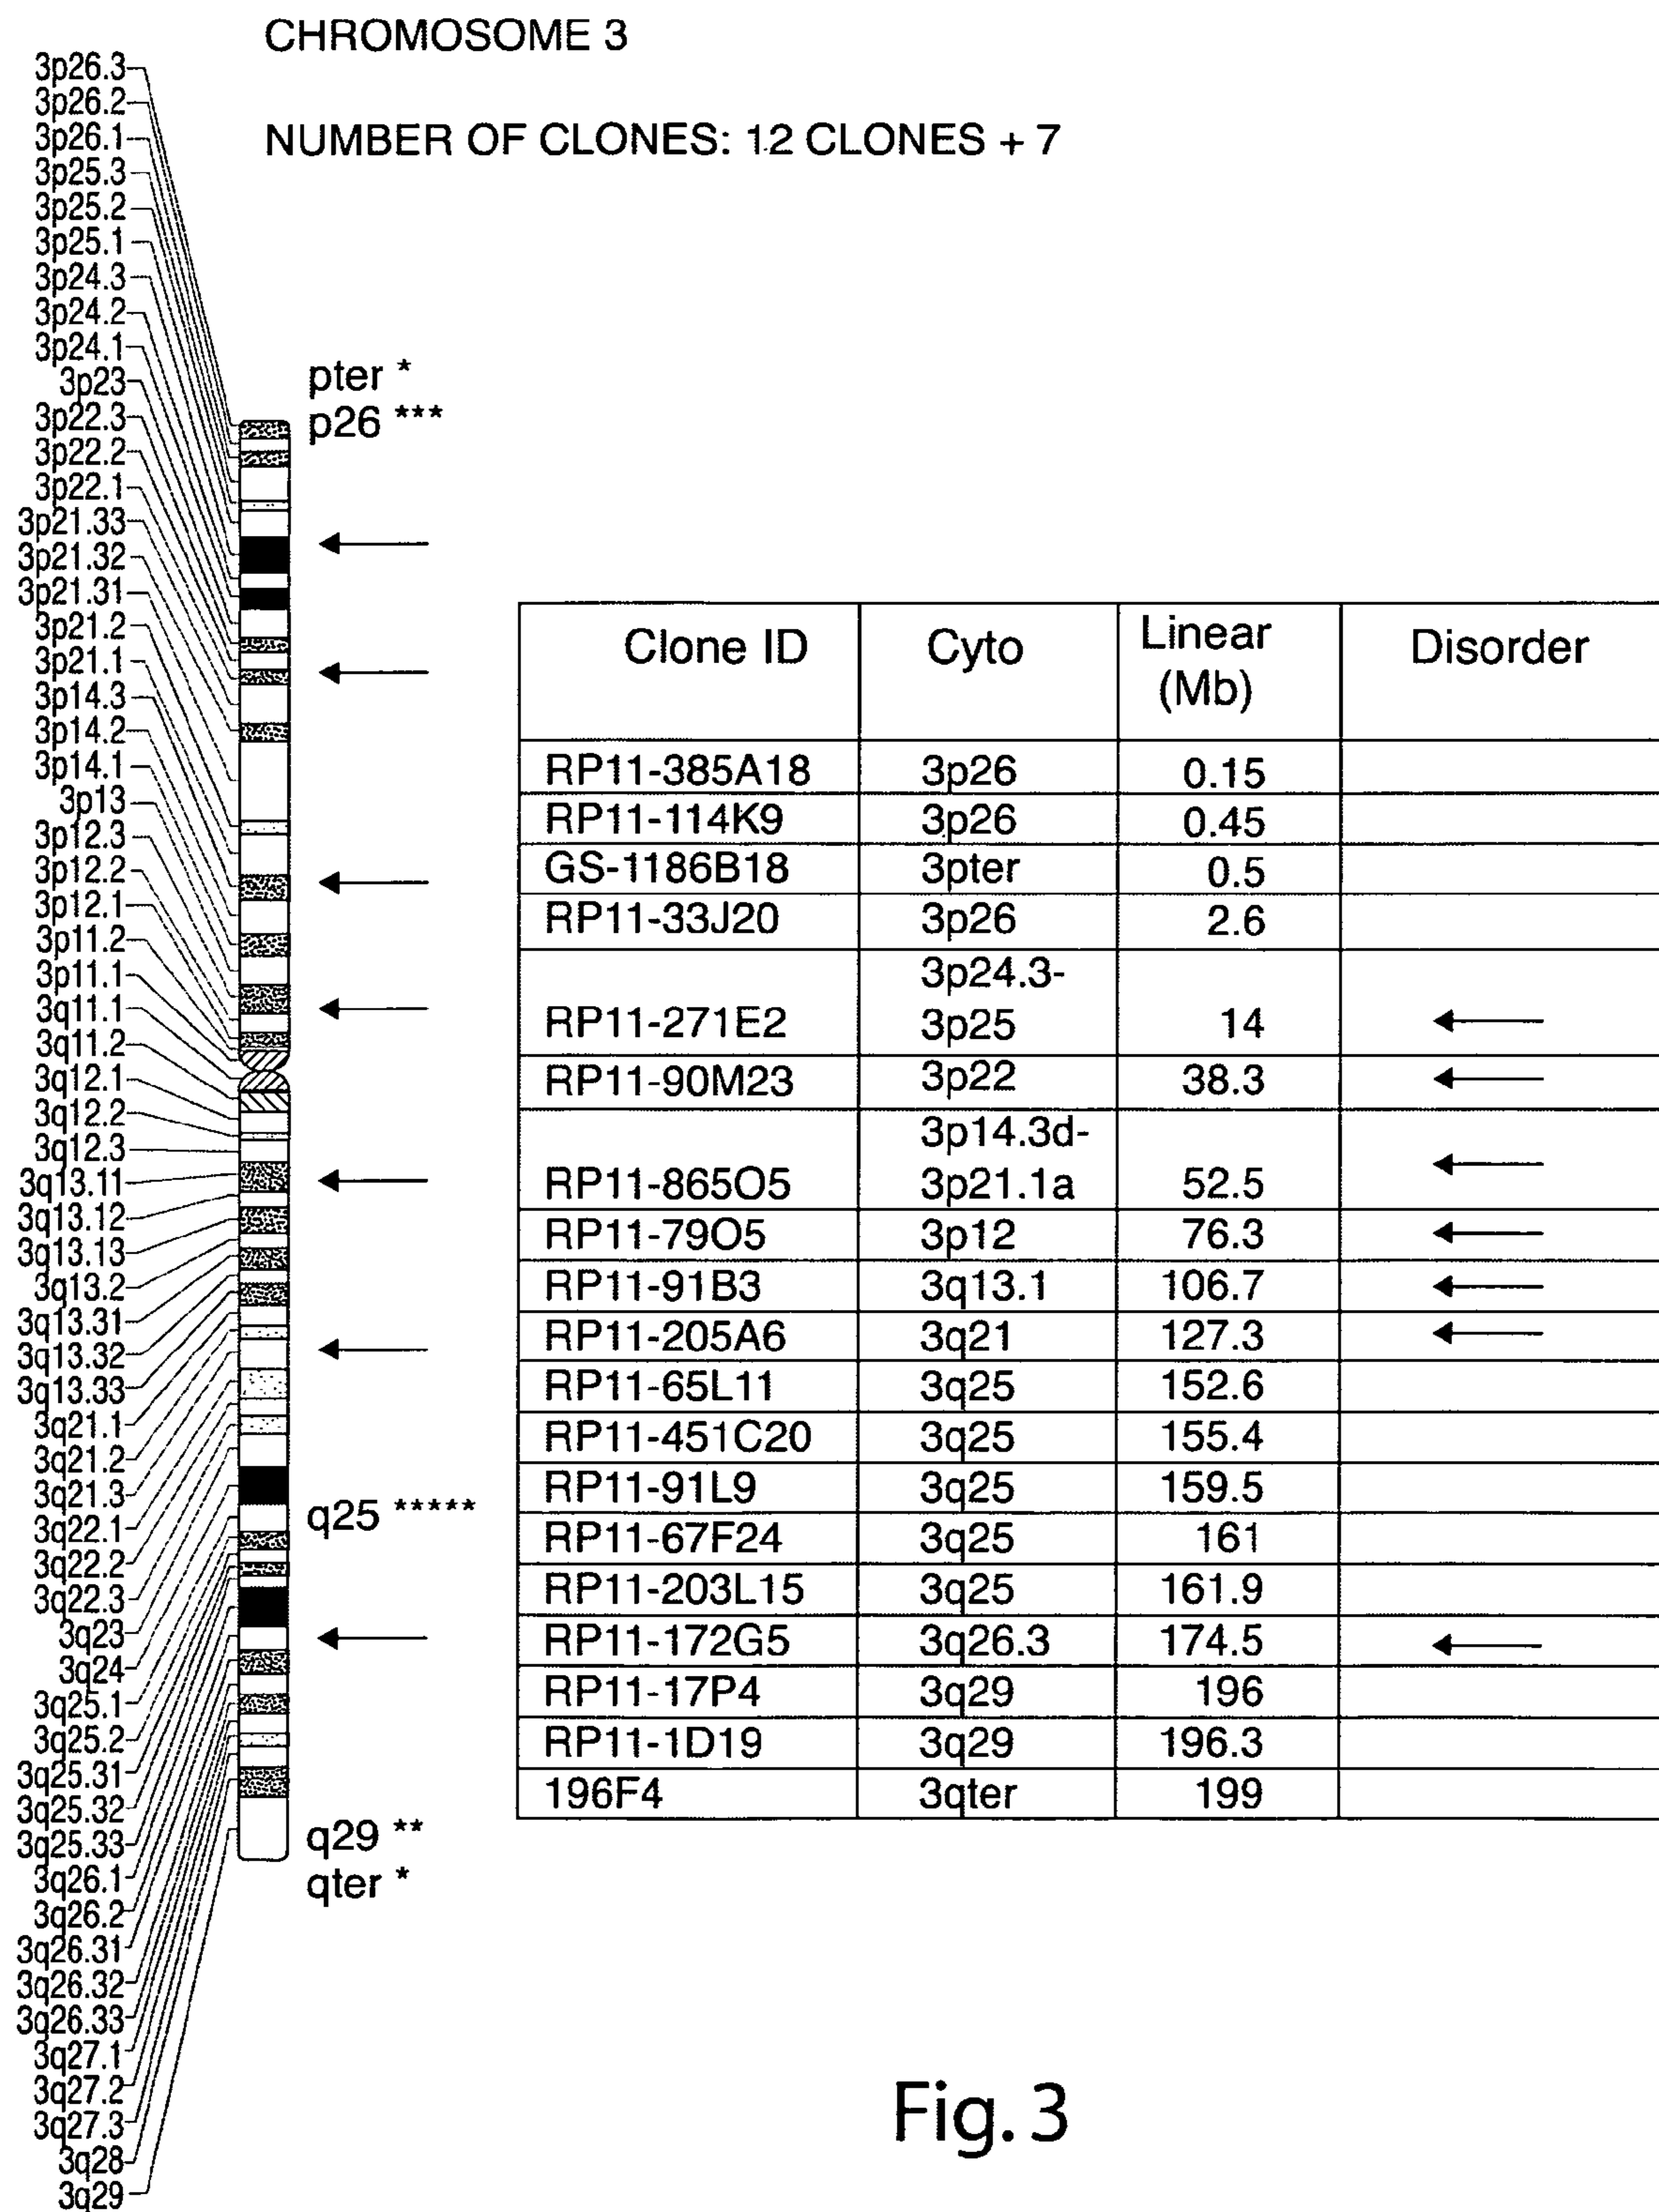 CHROMOSOME 3
NUMBER OF CLONES: 12 CLONES + 7
3p26.3
3p26.2
3p26.1
3p25.3
3p25.2
3p25.1
3p24.3
3p24.2
3p24.1
3p23
3p22.3
3p22.2
3p22.1
3p21.33
3p21.32
3p21.31
3p21.2
3p21.1
3p14.3
3p14.2
3p14.1
3p13
3p12.3
3p12.2
3p12.1
3p11.2
3p11.1
3q11.1
3q11.2
3q12.1
3q12.2
3q12.3
3q13.11
3q13.12
3q13.13
3q13.2
3q13.31
3q13.32
3q13.33
3q21.1
3q21.2
3q21.3
3q22.1
3q22.2
3q22.3
3q23
3q24
3q25.1
3q25.2
3q25.31
3q25.32
3q25.33
3q26.1
3q26.2
3q26.31
3q26.32
3q26.33
3q27.1
3q27.2
3q27.3
3q28
3q29
pter *
p26 ***
q25 *****
q29 **
qter *
Clone ID Cyto Linear (Mb) Disorder
RP11-385A18 3p26 0.15
RP11-114K9 3p26 0.45
GS-1186B18 3pter 0.5
RP11-33J20 3p26 2.6
3p24.3-
RP11-271E2 3p25 14
RP11-90M23 3p22 38.3
3p14.3d-
RP11-865O5 3p21.1a 52.5
RP11-79O5 3p12 76.3
RP11-91B3 3q13.1 106.7
RP11-205A6 3q21 127.3
RP11-65L11 3q25 152.6
RP11-451C20 3q25 155.4
RP11-91L9 3q25 159.5
RP11-67F24 3q25 161
RP11-203L15 3q25 161.9
RP11-172G5 3q26.3 174.5
RP11-17P4 3q29 196
RP11-1D19 3q29 196.3
196F4 3qter 199
Fig. 3